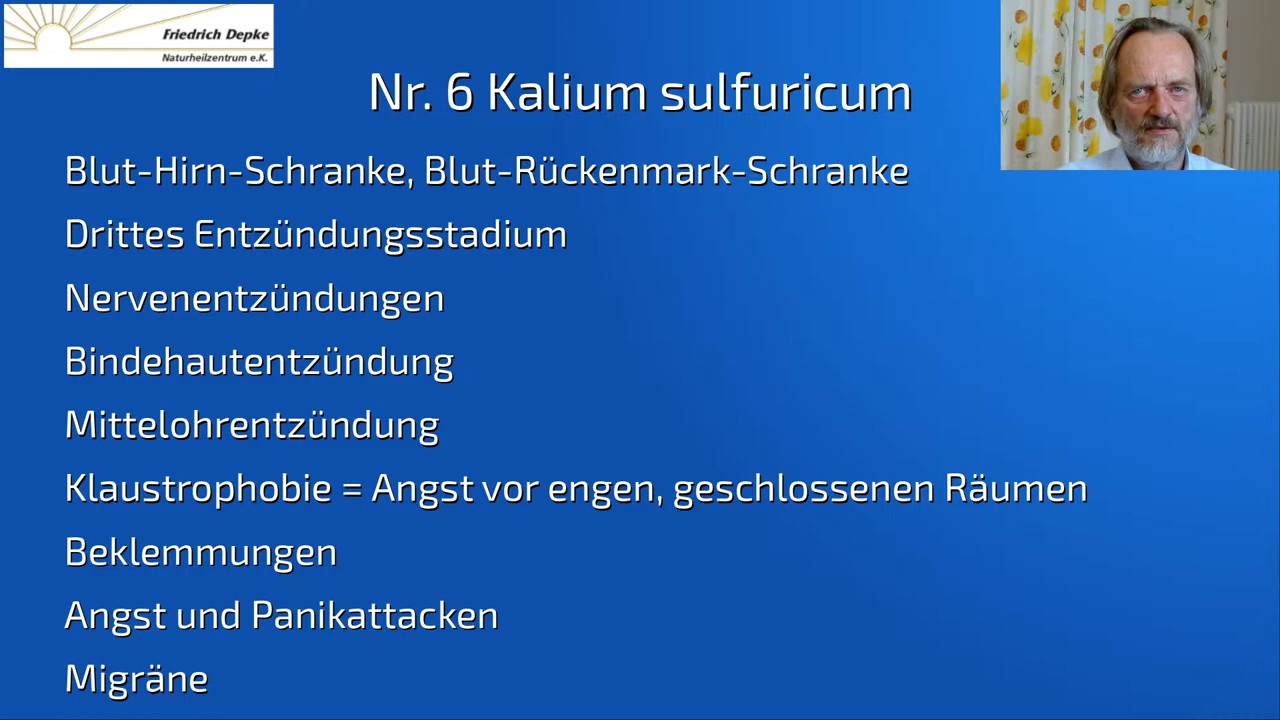 Friedrich Depke
Naturheilzentrum e.K.
Nr. 6 Kalium sulfuricum
Blut-Hirn-Schranke, Blut-Rückenmark-Schranke
Drittes Entzündungsstadium
Nervenentzündungen
Bindehautentzündung
Mittelohrentzündung
Klaustrophobie = Angst vor engen, geschlossenen Räumen
Beklemmungen
Angst und Panikattacken
Migräne